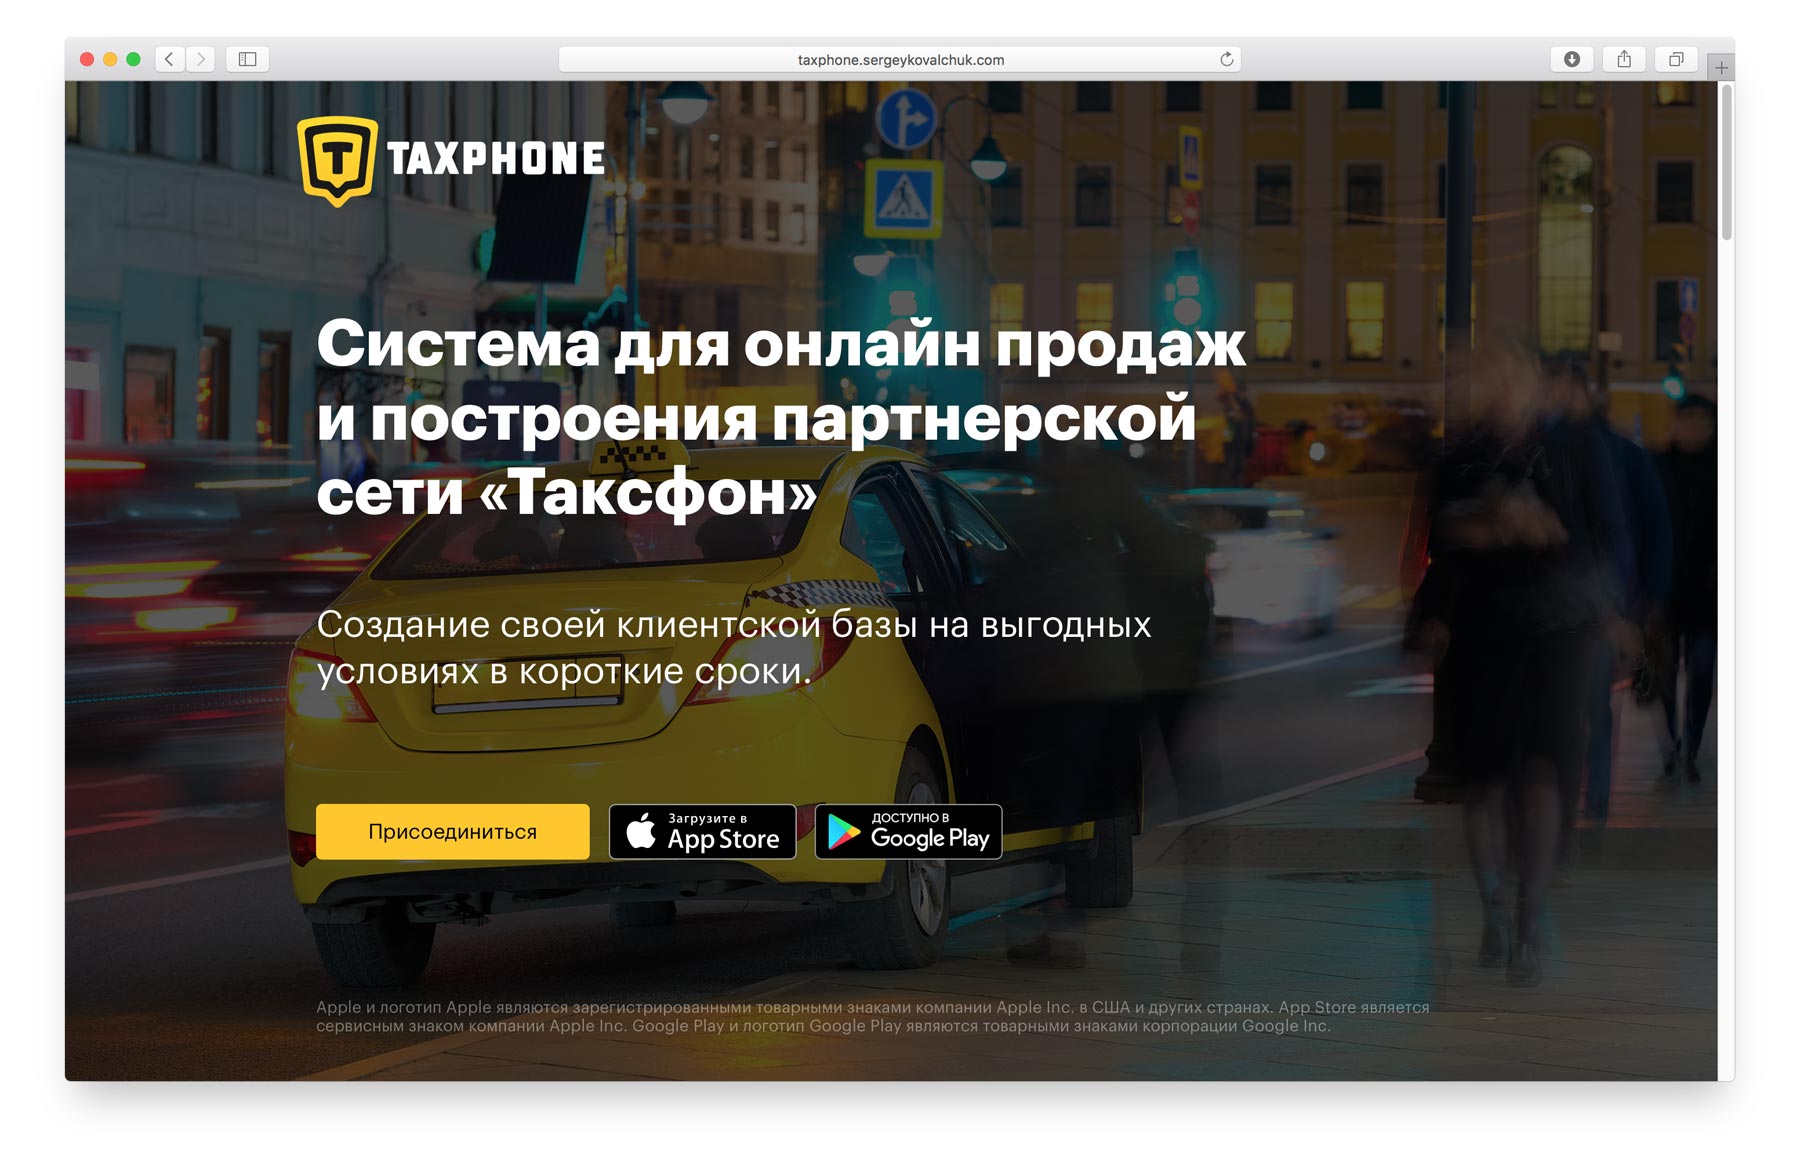 taxphone.sergeykovalchuk.com
T TAXPHONE
Система для онлайн продаж
и построения партнерской
сети «Таксфон»
Создание своей клиентской базы на выгодных
условиях в короткие сроки.
Присоединиться
Загрузите в
App Store
ДОСТУПНО В
Google Play
Apple и логотип Apple являются зарегистрированными товарными знаками компании Apple Inc. в США и других странах. App Store является
сервисным знаком компании Apple Inc. Google Play и логотип Google Play являются товарными знаками корпорации Google Inc.